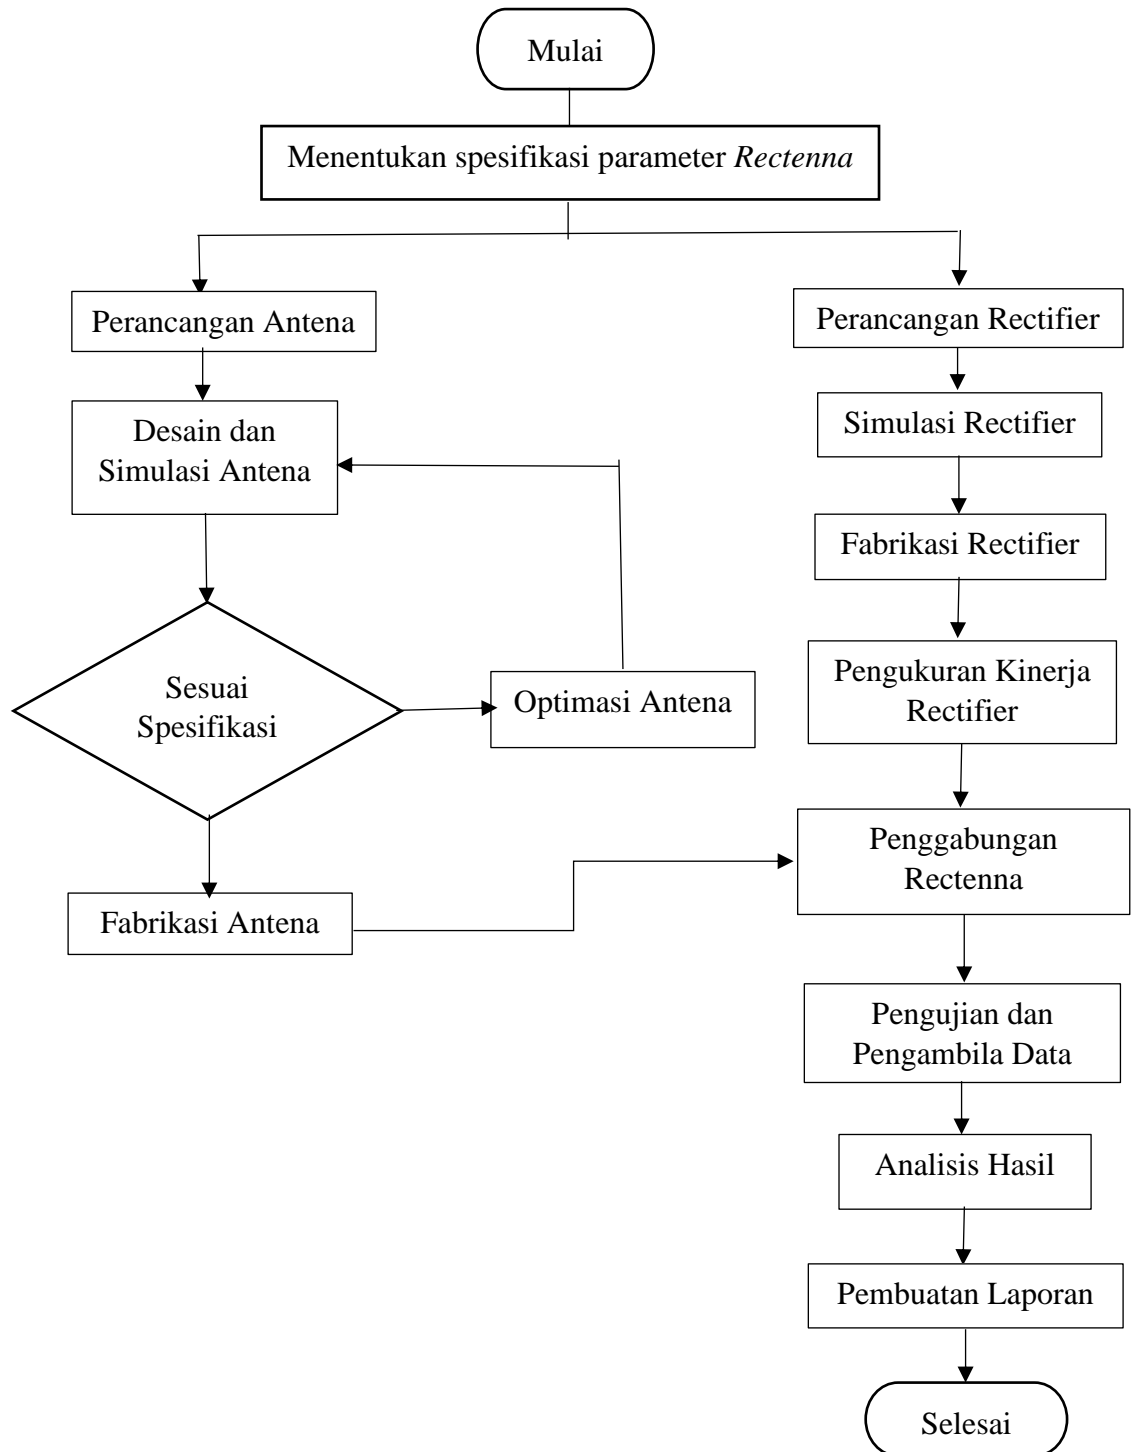 Mulai
Menentukan spesifikasi parameter Rectenna
Perancangan Antena
Desain dan
Simulasi Antena
Sesuai
Spesifikasi
Optimasi Antena
Fabrikasi Antena
Perancangan Rectifier
Simulasi Rectifier
Fabrikasi Rectifier
Pengukuran Kinerja
Rectifier
Penggabungan
Rectenna
Pengujian dan
Pengambila Data
Analisis Hasil
Pembuatan Laporan
Selesai